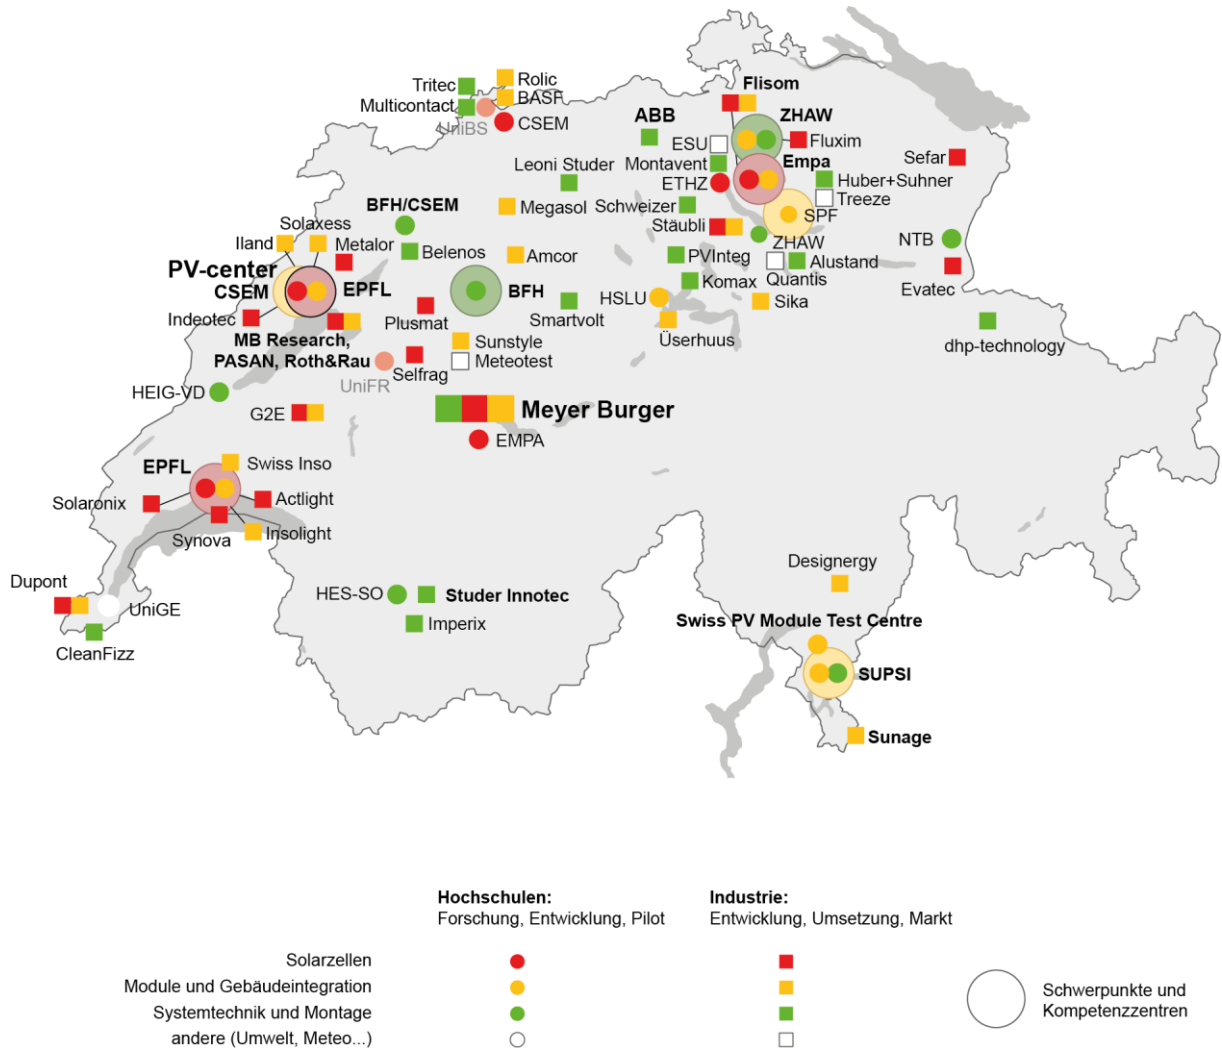 Tritec
Rolic
Multicontact
BASF
UniBS
CSEM
Flisom
ABB
ZHAW
ESU
Fluxim
Leoni Studer
Montavent
Empa
Sefar
ETHZ
Huber+Suhner
BFH/CSEM
Megasol
Schweizer
Treeze
Solaxess
Stäubli
SPF
Iland
Metalor
Belenos
Amcor
ZHAW
NTB
PV-center
PVInteg
Alustand
CSEM
EPFL
BFH
Komax
Quantis
Evatec
HSLU
Sika
Indeotec
Plusmat
Smartvolt
Üserhuus
MB Research,
PASAN, Roth&Rau
Sunstyle
dhp-technology
Meteotest
UniFR
Selfrag
HEIG-VD
G2E
Meyer Burger
EMPA
EPFL
Swiss Inso
Solaronix
Actlight
Synova
Insolight
Designergy
Dupont
UniGE
HES-SO
Studer Innotec
Imperix
CleanFizz
Swiss PV Module Test Centre
SUPSI
Sunage
Hochschulen:
Forschung, Entwicklung, Pilot
Industrie:
Entwicklung, Umsetzung, Markt
Solarzellen
Module und Gebäudeintegration
Systemtechnik und Montage
andere (Umwelt, Meteo...)
Schwerpunkte und
Kompetenzzentren